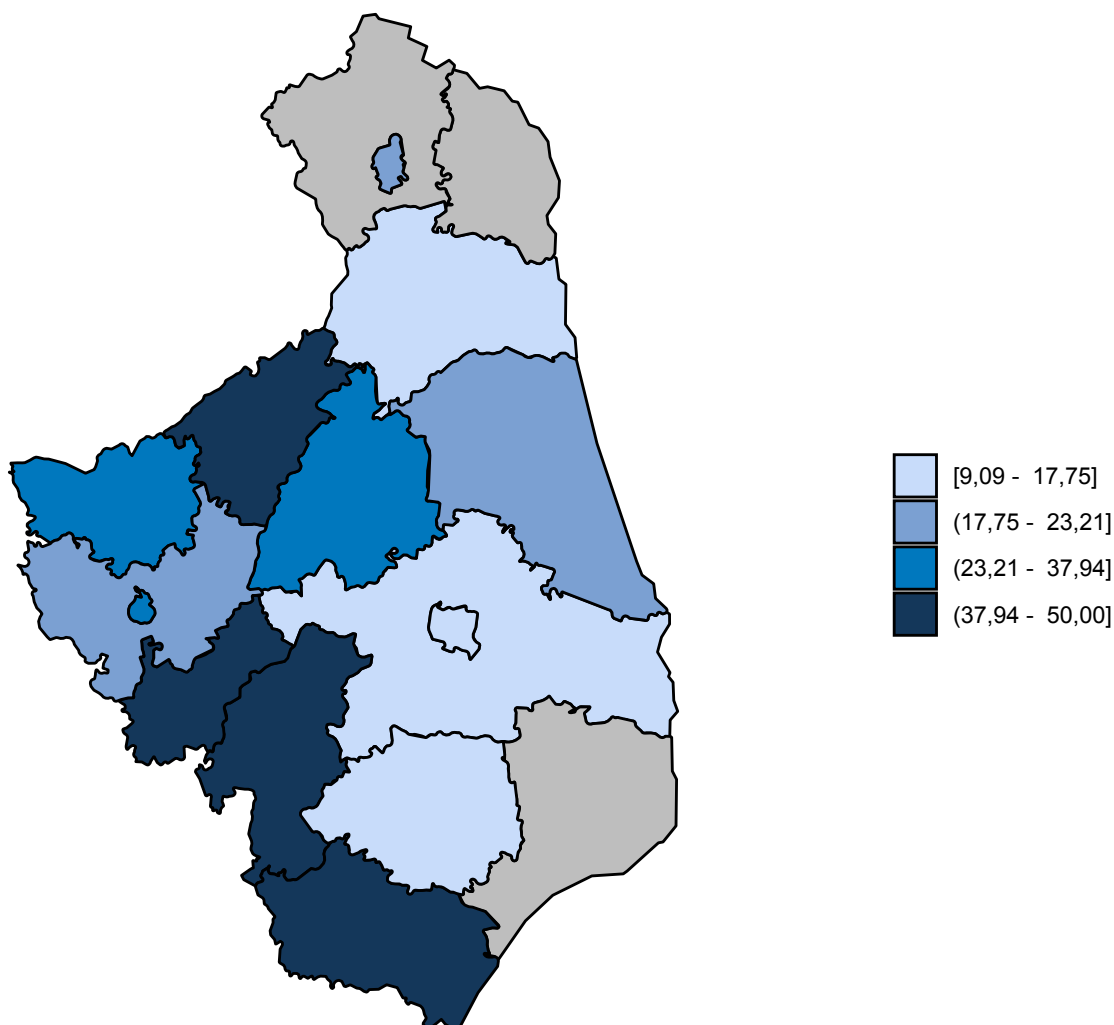 [9,09 - 17,75]
(17,75 - 23,21]
(23,21 - 37,94]
(37,94 - 50,00]